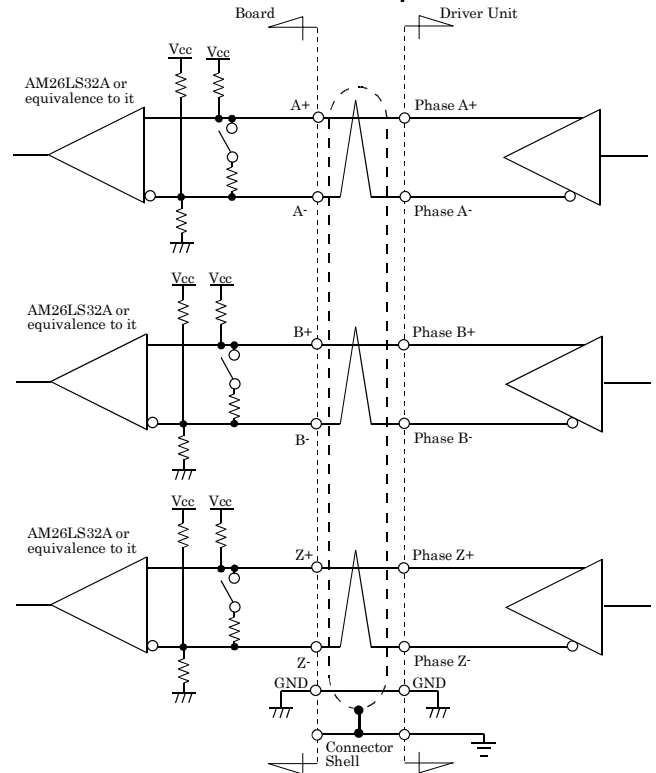 Board
Driver Unit
Vcc
Vcc
AM26LS32A or
equivalence to it
A+
Phase A+
A-
Phase A-
Vcc
Vcc
AM26LS32A or
equivalence to it
B+
Phase B+
B-
Phase B-
Vcc
Vcc
AM26LS32A or
equivalence to it
Z+
Phase Z+
Z-
Phase Z-
GND
GND
Connector
Shell